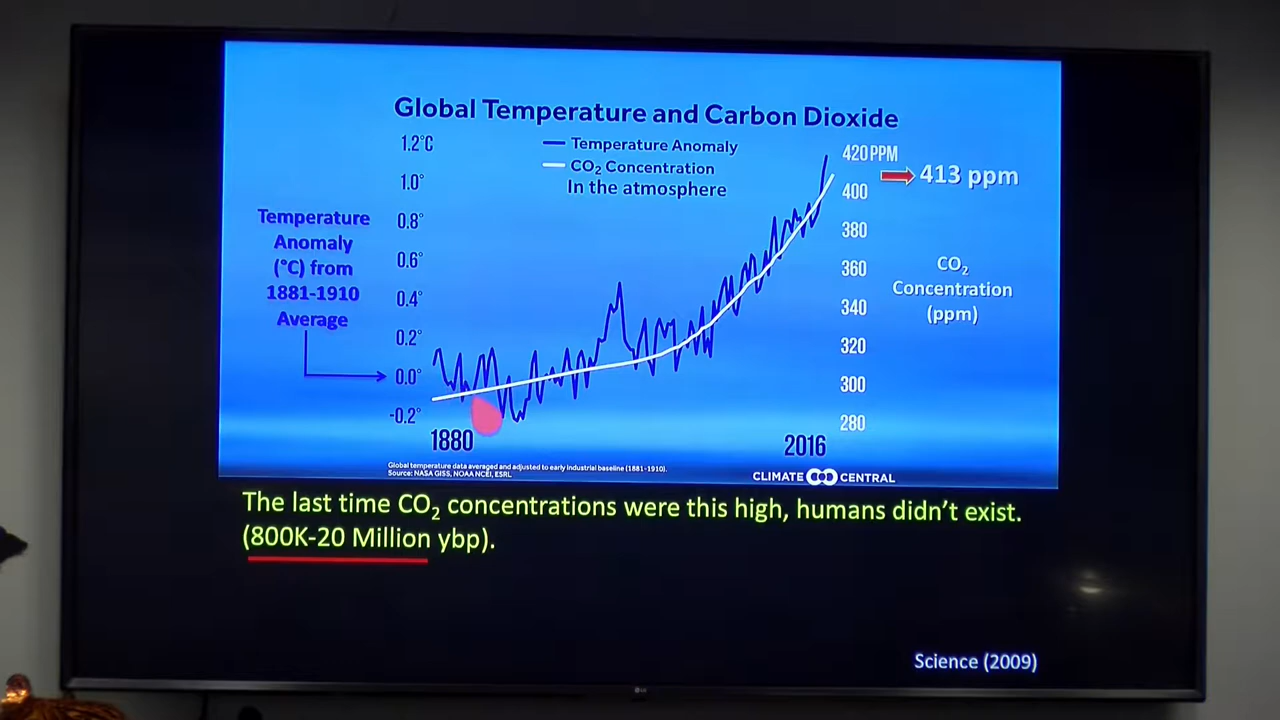 Global Temperature and Carbon Dioxide
1.2°C
1.0°
0.8°
0.6°
0.4°
0.2°
0.0°
-0.2°
Temperature
Anomaly
(°C) from
1881-1910
Average
Temperature Anomaly
CO₂ Concentration
In the atmosphere
420 PPM
400
380
360
340
320
300
280
413 ppm
CO₂
Concentration
(ppm)
1880
2016
Global temperature data averaged and adjusted to early industrial baseline (1881-1910).
Source: NASA GISS, NOAA NCEI, ESRL
CLIMATE CENTRAL
The last time CO₂ concentrations were this high, humans didn't exist.
(800K-20 Million ybp).
Science (2009)
LG